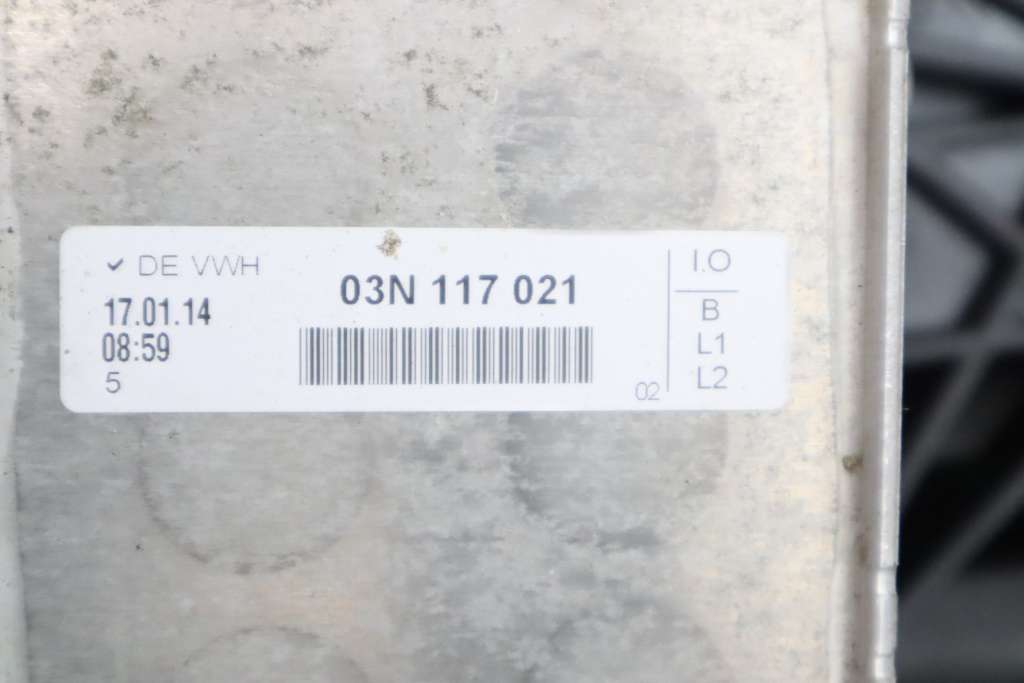 ✓ DE VWH
17.01.14
08:59
5
03N 117 021
02
I.O
B
L1
L2